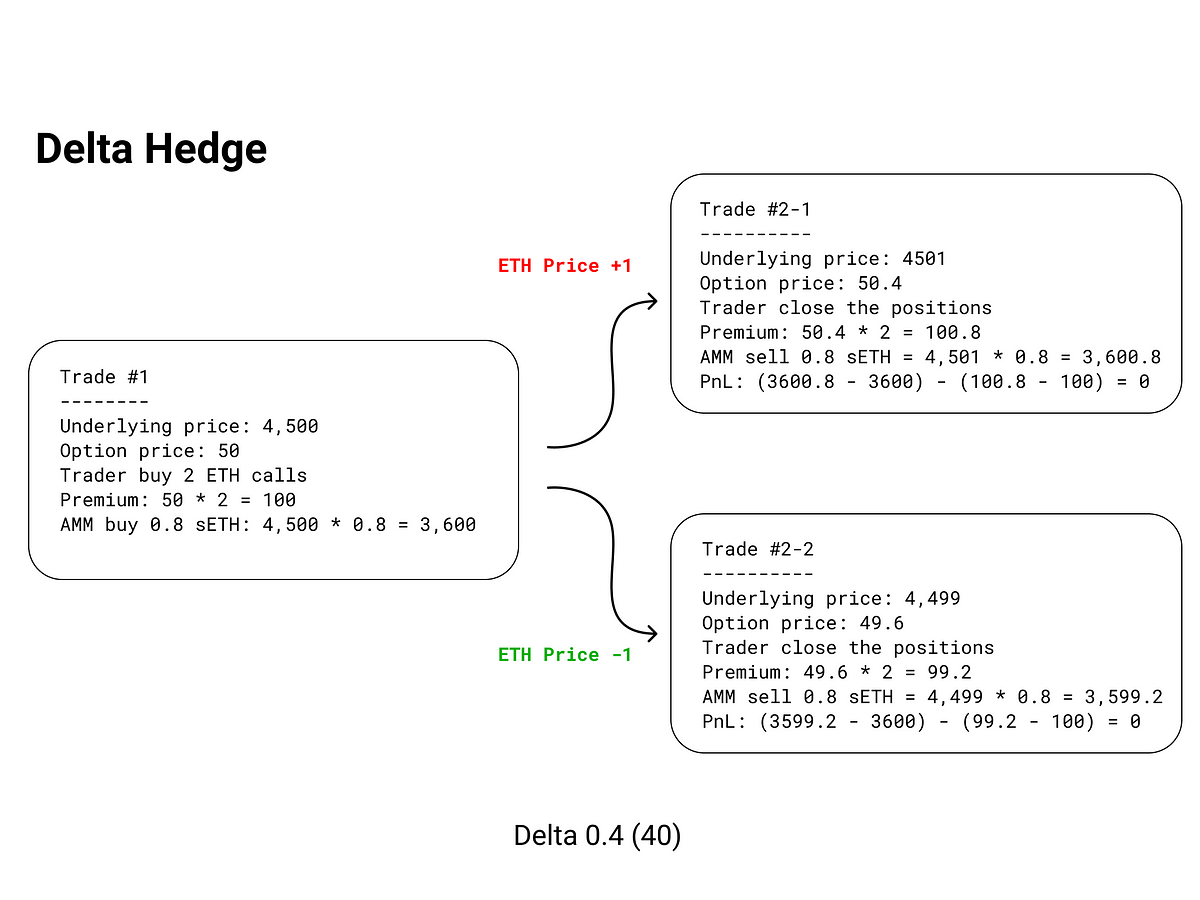 Delta Hedge
Trade #1
--------
Underlying price: 4,500
Option price: 50
Trader buy 2 ETH calls
Premium: 50 * 2 = 100
AMM buy 0.8 sETH: 4,500 * 0.8 = 3,600
ETH Price +1
Trade #2-1
----------
Underlying price: 4501
Option price: 50.4
Trader close the positions
Premium: 50.4 * 2 = 100.8
AMM sell 0.8 sETH = 4,501 * 0.8 = 3,600.8
PnL: (3600.8 - 3600) - (100.8 - 100) = 0
ETH Price -1
Trade #2-2
----------
Underlying price: 4,499
Option price: 49.6
Trader close the positions
Premium: 49.6 * 2 = 99.2
AMM sell 0.8 sETH = 4,499 * 0.8 = 3,599.2
PnL: (3599.2 - 3600) - (99.2 - 100) = 0
Delta 0.4 (40)